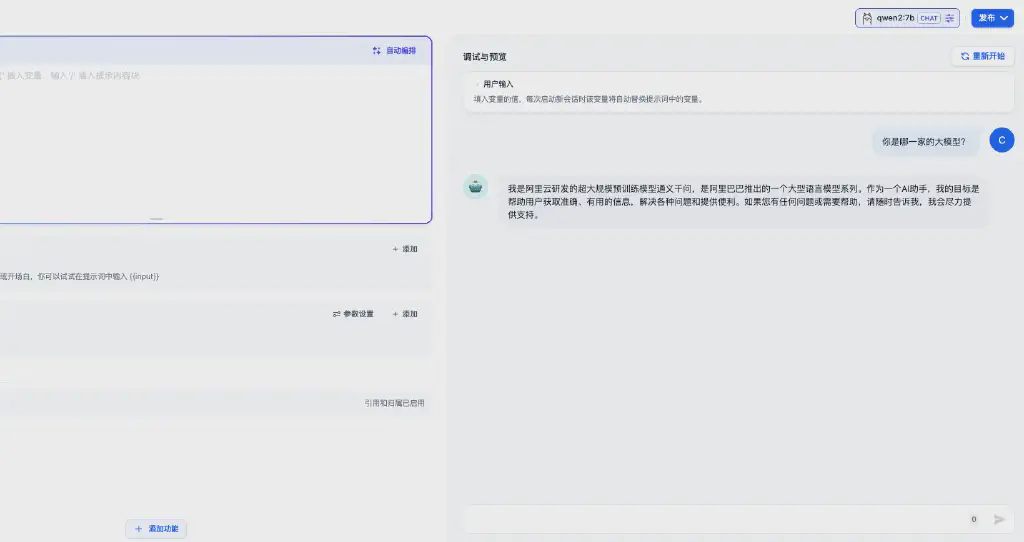 qwen2:7b CHAT
发布
自动编排
插入变量、输入'/' 插入提示内容块
+ 添加
或开场白，你可以试试在提示词中输入 {{input}}
参数设置 + 添加
引用和归属已启用
+ 添加功能
调试与预览
重新开始
用户输入
填入变量的值，每次启动新会话时该变量将自动替换提示词中的变量。
你是哪一家的大模型？
C
我是阿里云研发的超大规模预训练模型通义千问，是阿里巴巴推出的一个大型语言模型系列。作为一个AI助手，我的目标是
帮助用户获取准确、有用的信息，解决各种问题和提供便利。如果您有任何问题或需要帮助，请随时告诉我，我会尽力提
供支持。
0